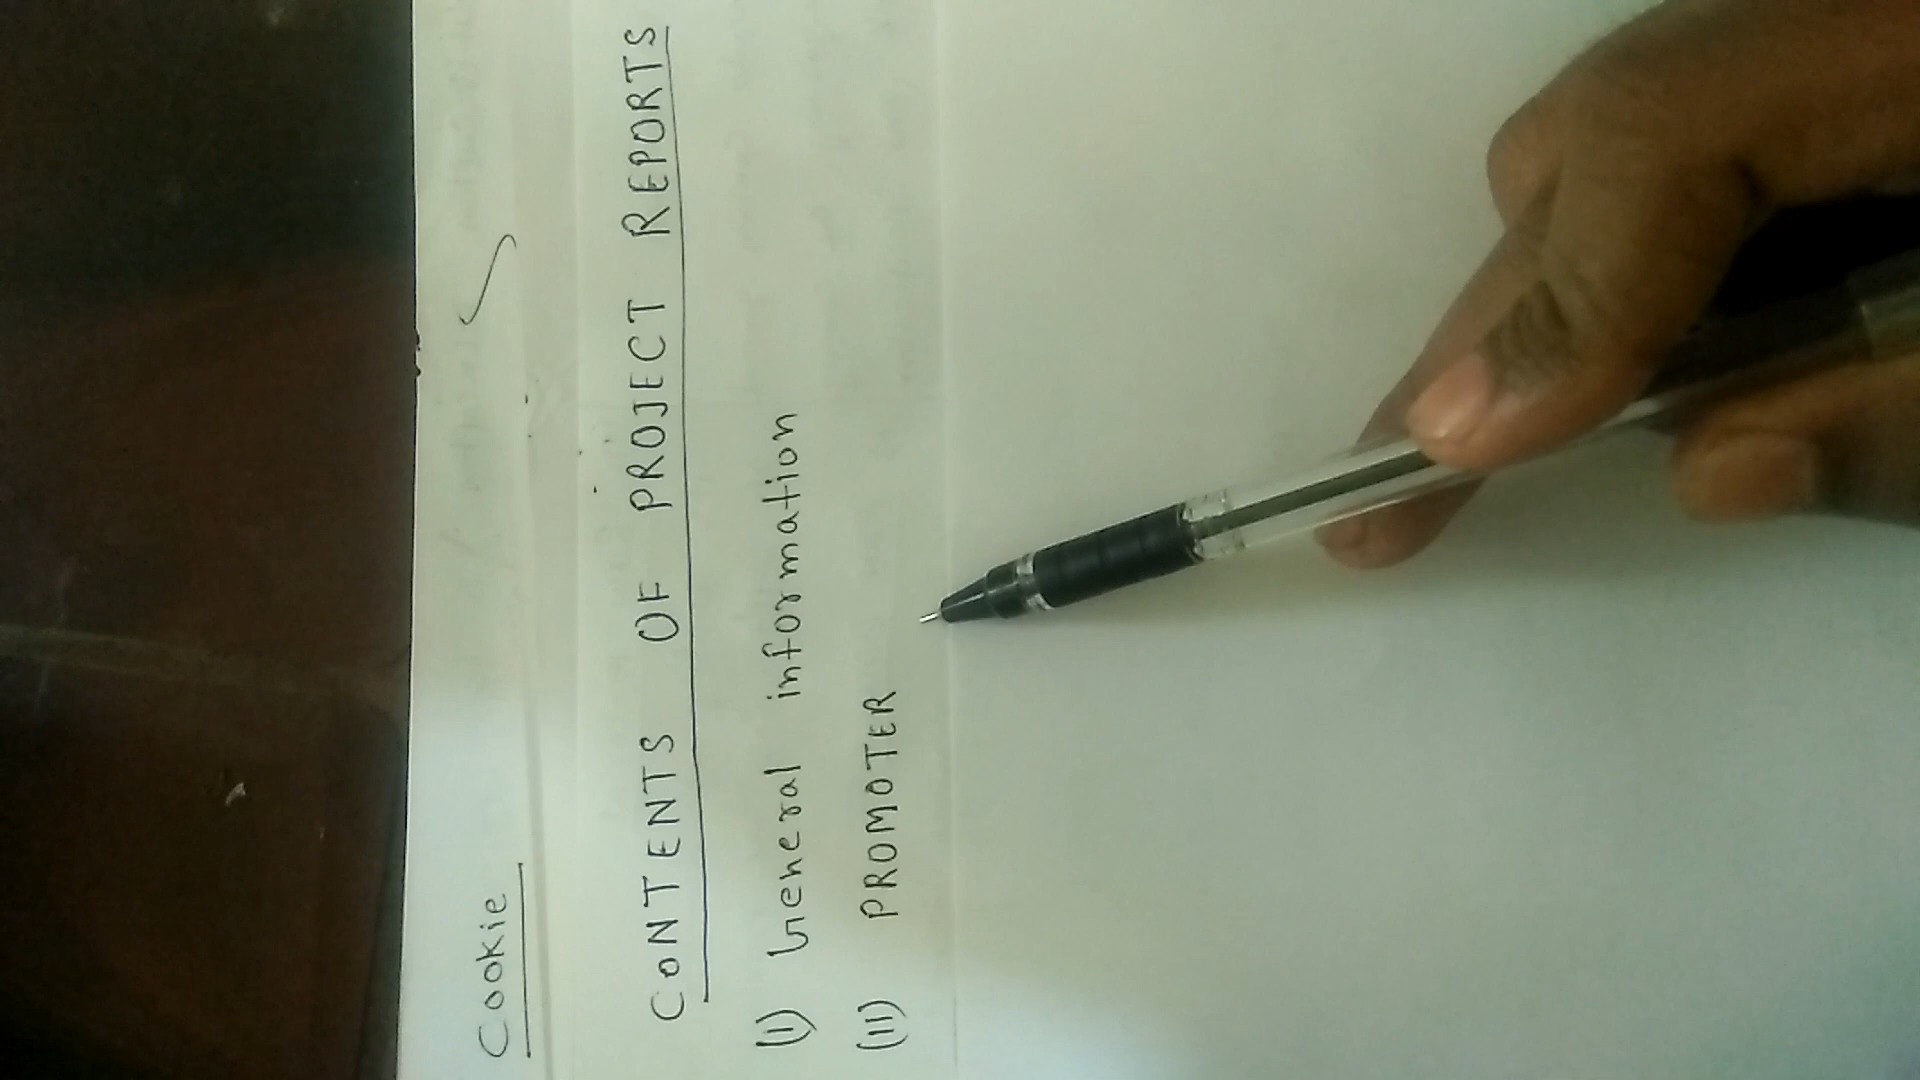 Cookie
CONTENTS OF PROJECT REPORTS
(i) General information
(ii) PROMOTER